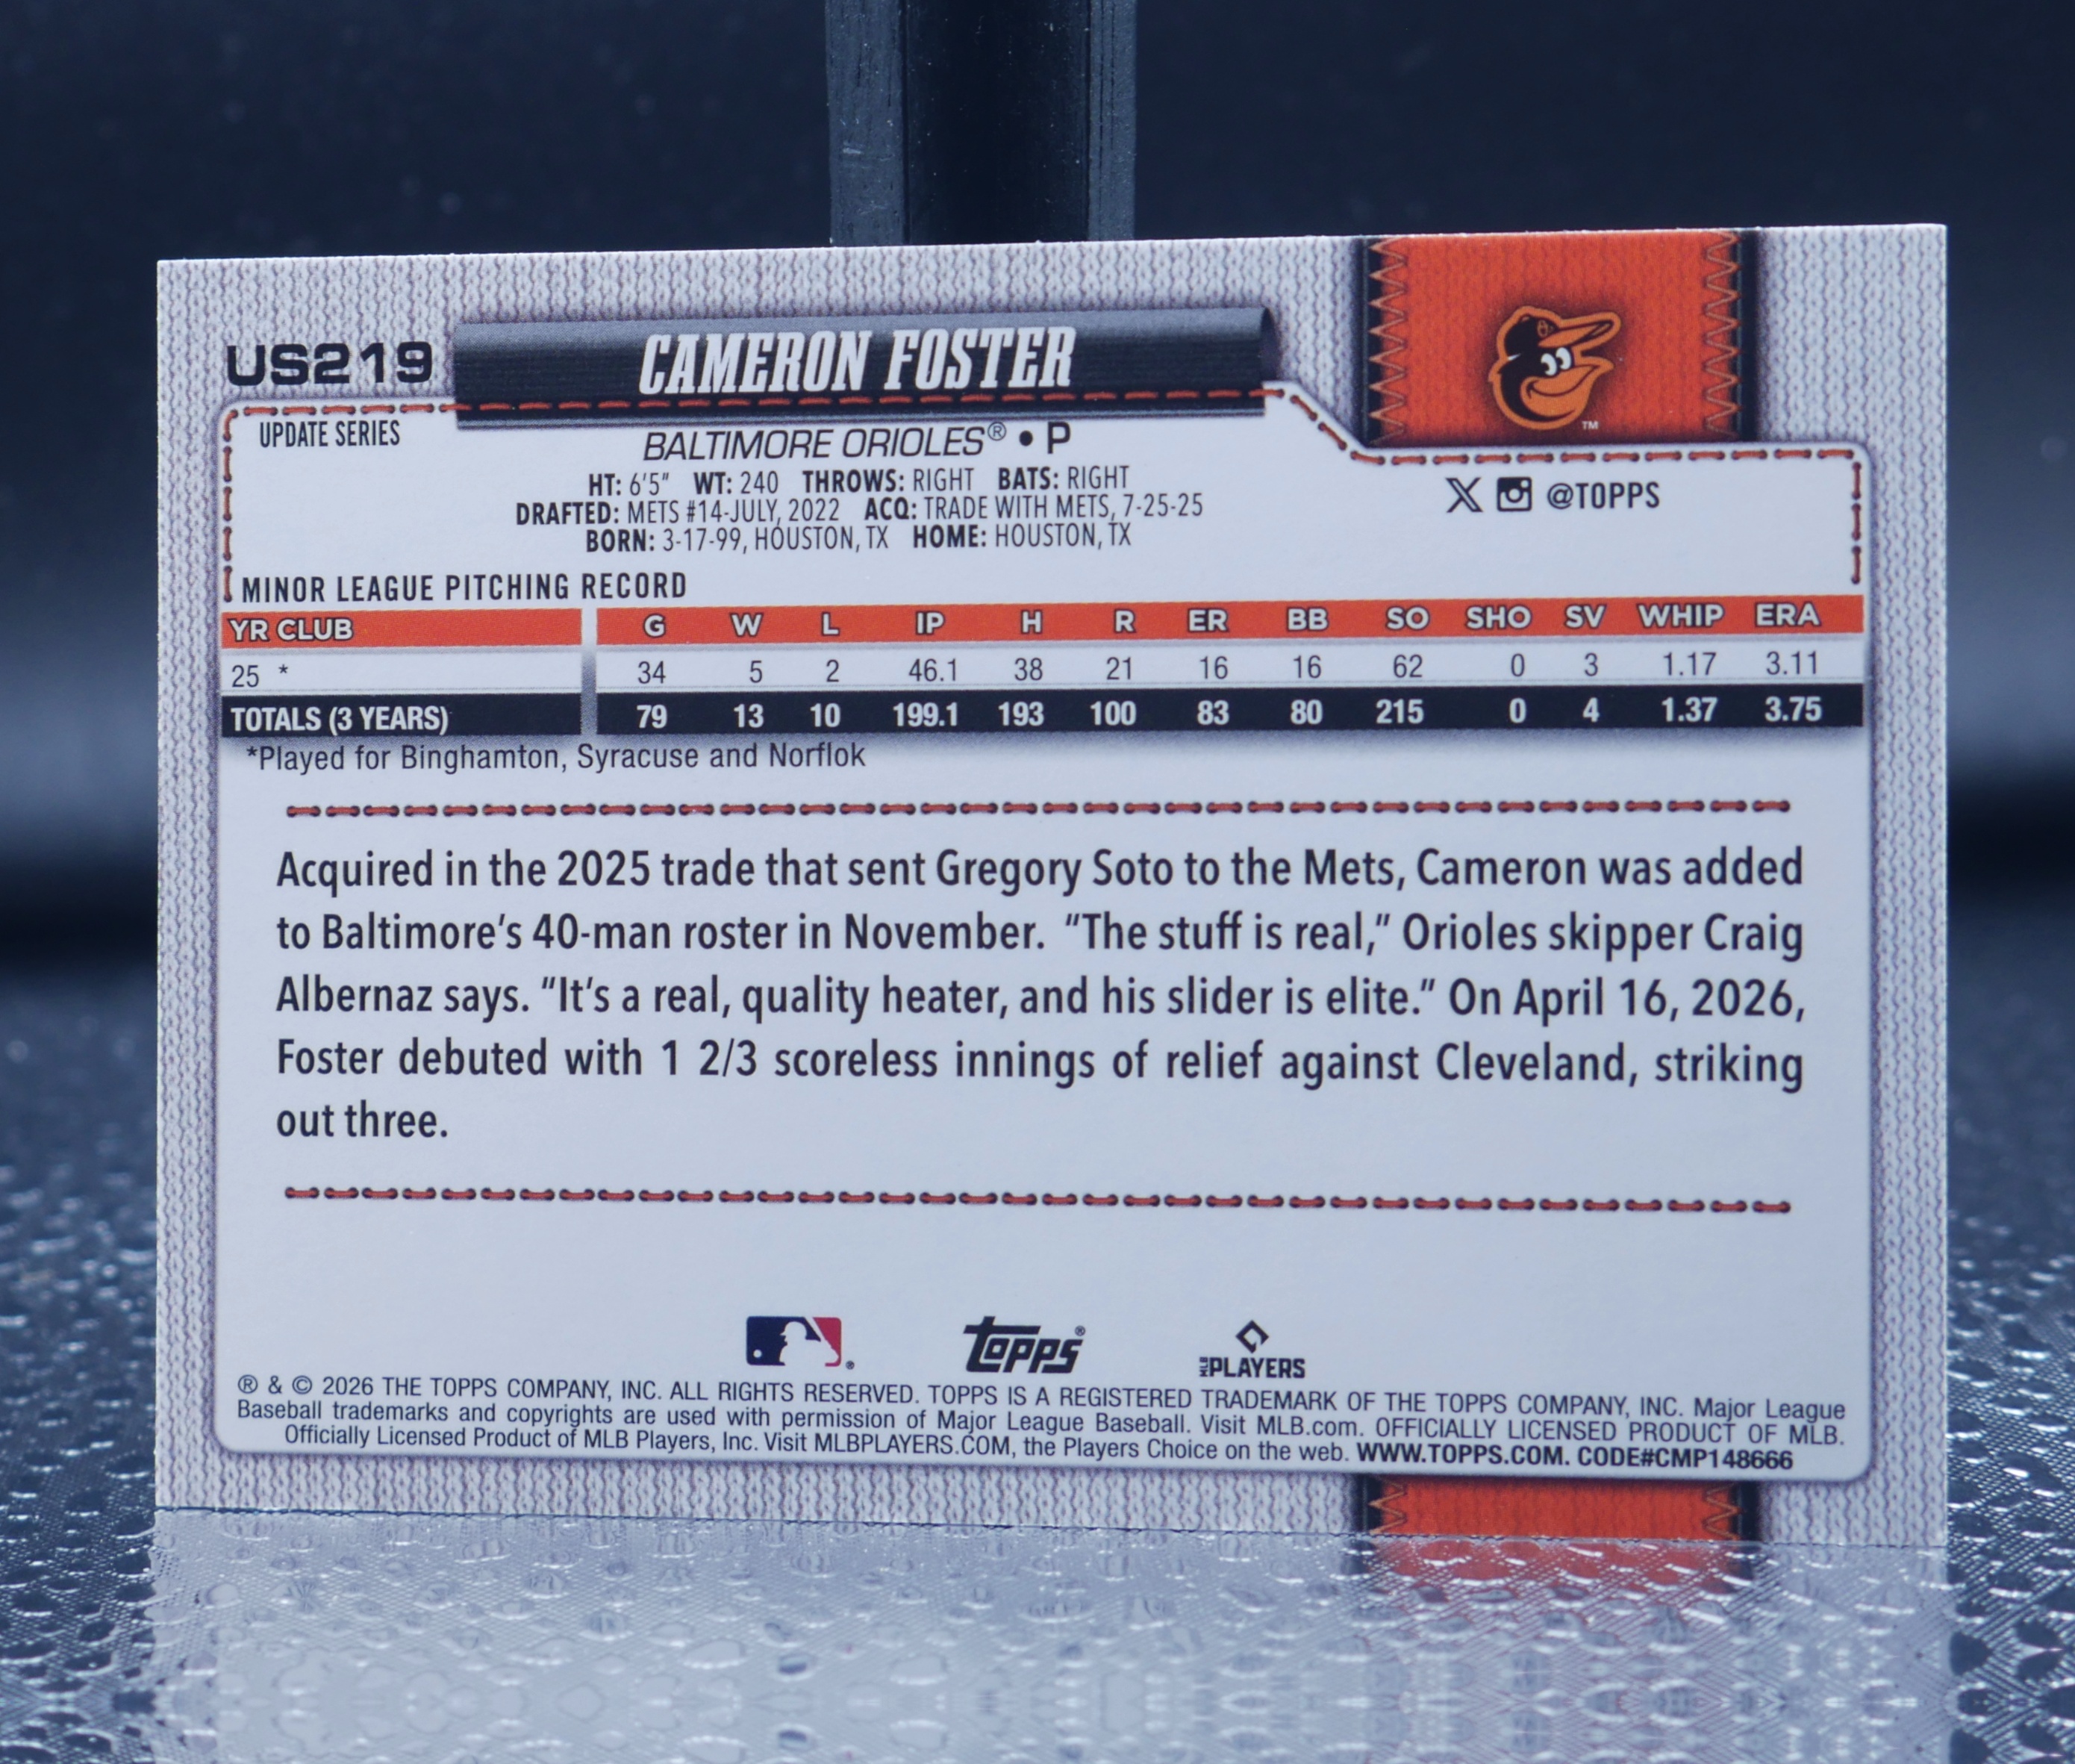 US219
CAMERON FOSTER
UPDATE SERIES
BALTIMORE ORIOLES® • P
TM
HT: 6'5" WT: 240 THROWS: RIGHT BATS: RIGHT
DRAFTED: METS #14-JULY, 2022 ACQ: TRADE WITH METS, 7-25-25
BORN: 3-17-99, HOUSTON, TX HOME: HOUSTON, TX
@TOPPS
MINOR LEAGUE PITCHING RECORD
YR CLUB G W L IP H R ER BB SO SHO SV WHIP ERA
25 * 34 5 2 46.1 38 21 16 16 62 0 3 1.17 3.11
TOTALS (3 YEARS) 79 13 10 199.1 193 100 83 80 215 0 4 1.37 3.75
*Played for Binghamton, Syracuse and Norflok
Acquired in the 2025 trade that sent Gregory Soto to the Mets, Cameron was added
to Baltimore's 40-man roster in November. "The stuff is real," Orioles skipper Craig
Albernaz says. "It's a real, quality heater, and his slider is elite." On April 16, 2026,
Foster debuted with 1 2/3 scoreless innings of relief against Cleveland, striking
out three.
topps® MLB PLAYERS
® & © 2026 THE TOPPS COMPANY, INC. ALL RIGHTS RESERVED. TOPPS IS A REGISTERED TRADEMARK OF THE TOPPS COMPANY, INC. Major League
Baseball trademarks and copyrights are used with permission of Major League Baseball. Visit MLB.com. OFFICIALLY LICENSED PRODUCT OF MLB.
Officially Licensed Product of MLB Players, Inc. Visit MLBPLAYERS.COM, the Players Choice on the web. WWW.TOPPS.COM. CODE#CMP148666